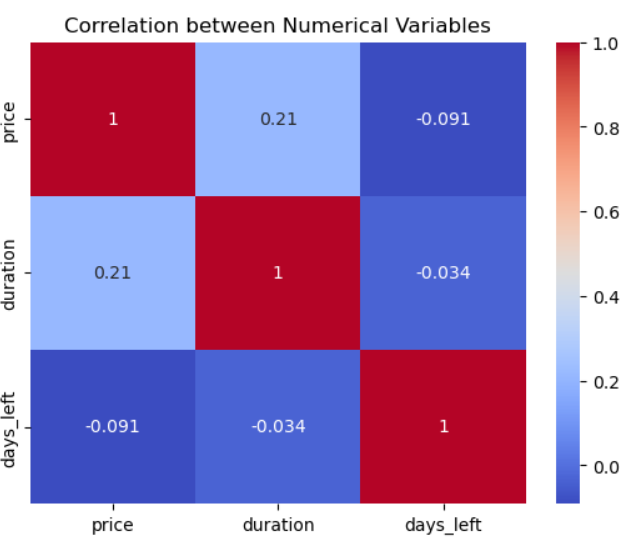 Correlation between Numerical Variables
price
1
0.21
-0.091
duration
0.21
1
-0.034
days_left
-0.091
-0.034
1
price
duration
days_left
1.0
0.8
0.6
0.4
0.2
0.0